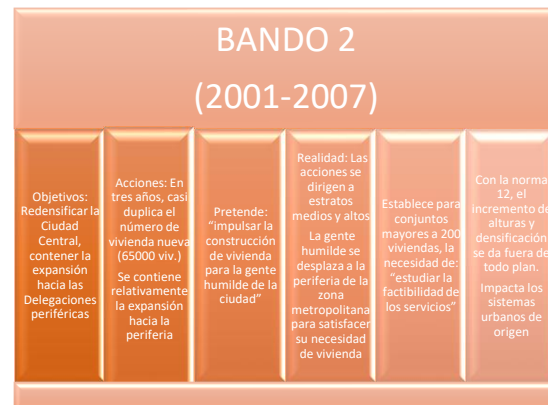 BANDO 2
(2001-2007)
Objetivos:
Redensificar la
Ciudad
Central,
contener la
expansión
hacia las
Delegaciones
periféricas
Acciones: En
tres años, casi
duplica el
número de
vivienda nueva
(65000 viv.)
Se contiene
relativamente
la expansión
hacia la
periferia
Pretende:
“impulsar la
construcción
de vivienda
para la gente
humilde de la
ciudad”
Realidad: Las
acciones se
dirigen a
estratos
medios y altos
La gente
humilde se
desplaza a la
periferia de la
zona
metropolitana
para satisfacer
su necesidad
de vivienda
Establece para
conjuntos
mayores a 200
viviendas, la
necesidad de:
“estudiar la
factibilidad de
los servicios”
Con la norma
12, el
incremento de
alturas y
densificación
se da fuera de
todo plan.
Impacta los
sistemas
urbanos de
origen